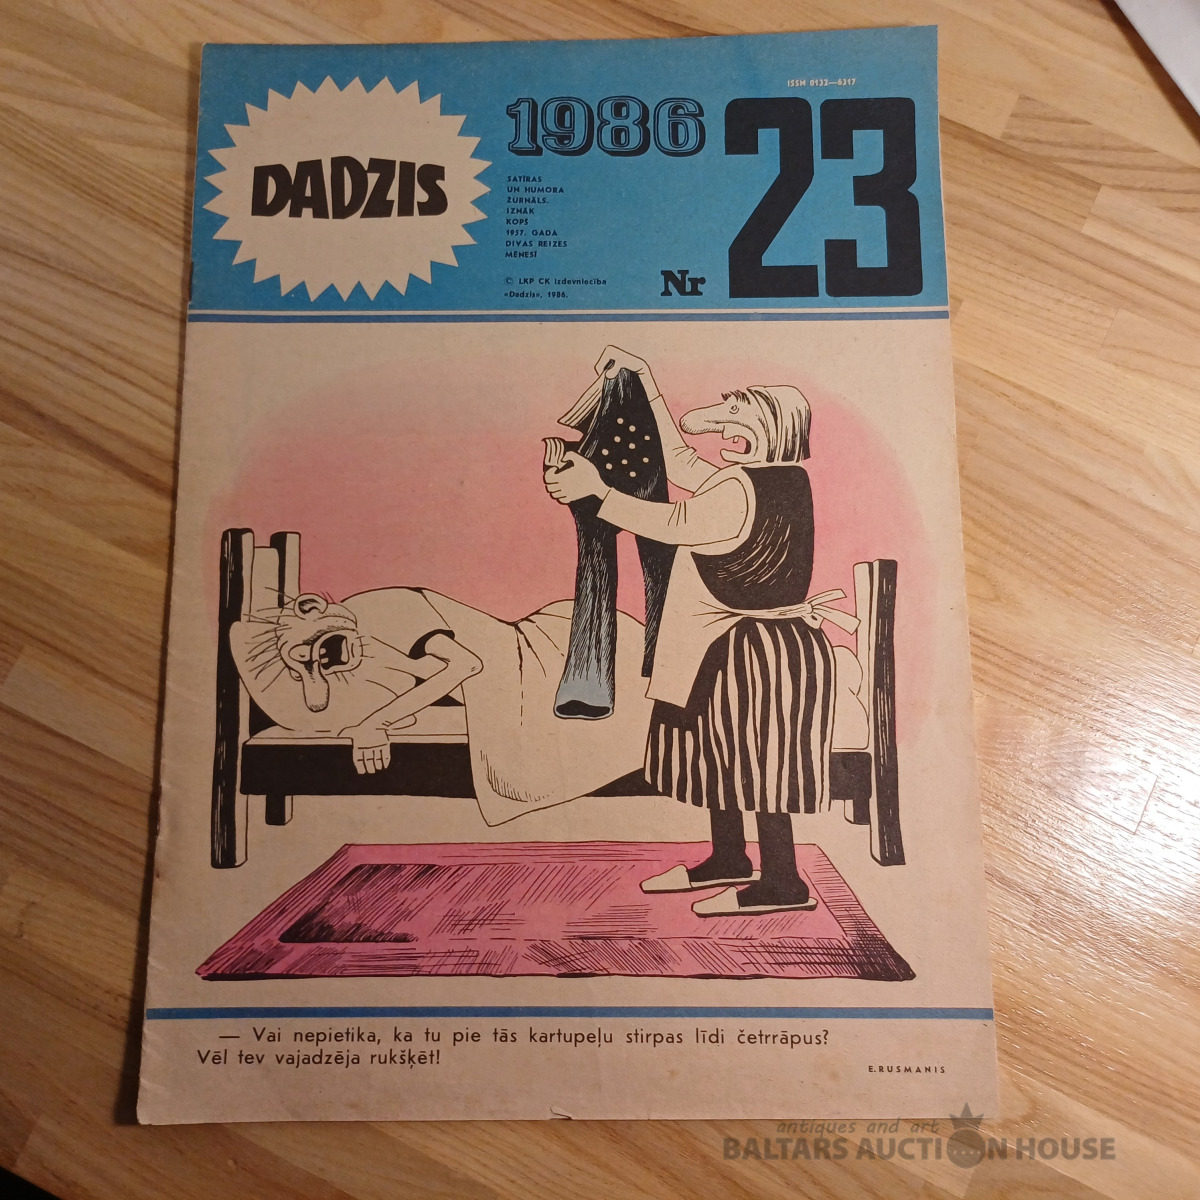 DADZIS
1986
ISSN 0132—6317
23
SATĪRAS
UN HUMORA
ŽURNĀLS.
IZNĀK
KOPŠ
1957. GADA
DIVAS REIZES
MĒNESĪ
© LKP CK izdevniecība
«Dadzis», 1986.
Nr
— Vai nepietika, ka tu pie tās kartupeļu stirpas līdi četrrāpus?
Vēl tev vajadzēja rukšķēt!
E. RUSMANIS
antiques and art
BALTARS AUCTION HOUSE